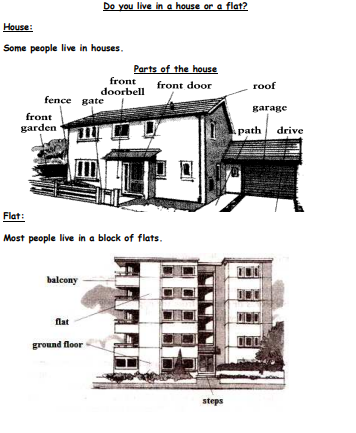 Do you live in a house or a flat?
House:
Some people live in houses.
Parts of the house
front doorbell
front door
roof
fence
gate
garage
front garden
path
drive
Flat:
Most people live in a block of flats.
balcony
flat
ground floor
steps